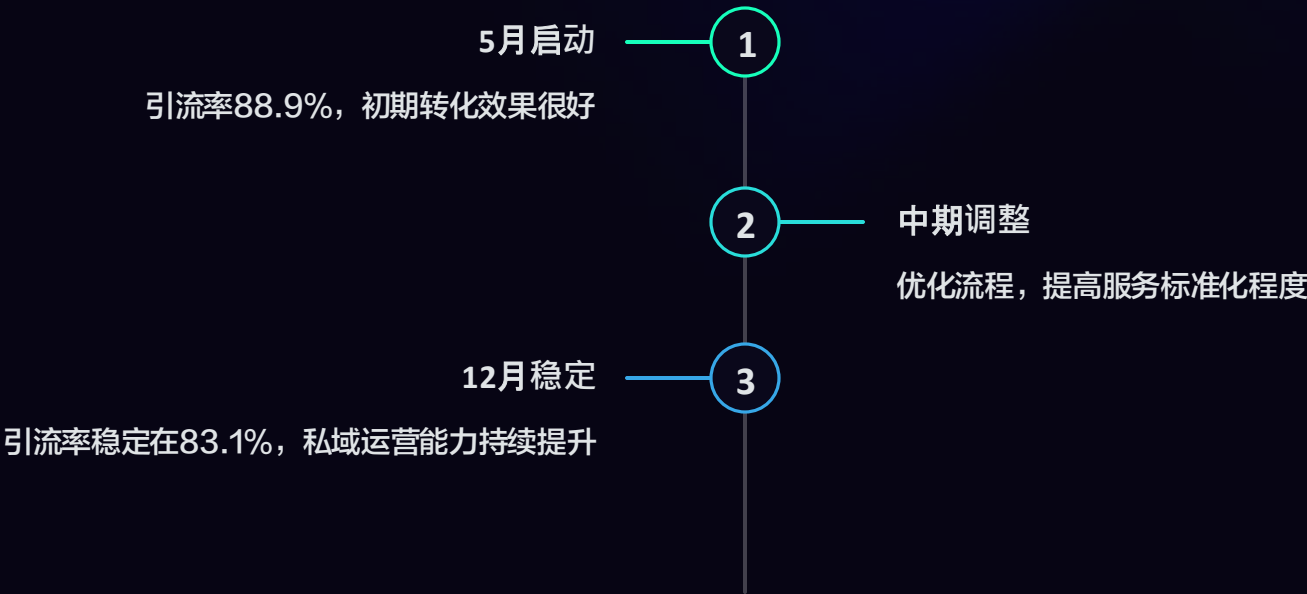 5月启动
1
引流率88.9%，初期转化效果很好
2
中期调整
优化流程，提高服务标准化程度
12月稳定
3
引流率稳定在83.1%，私域运营能力持续提升